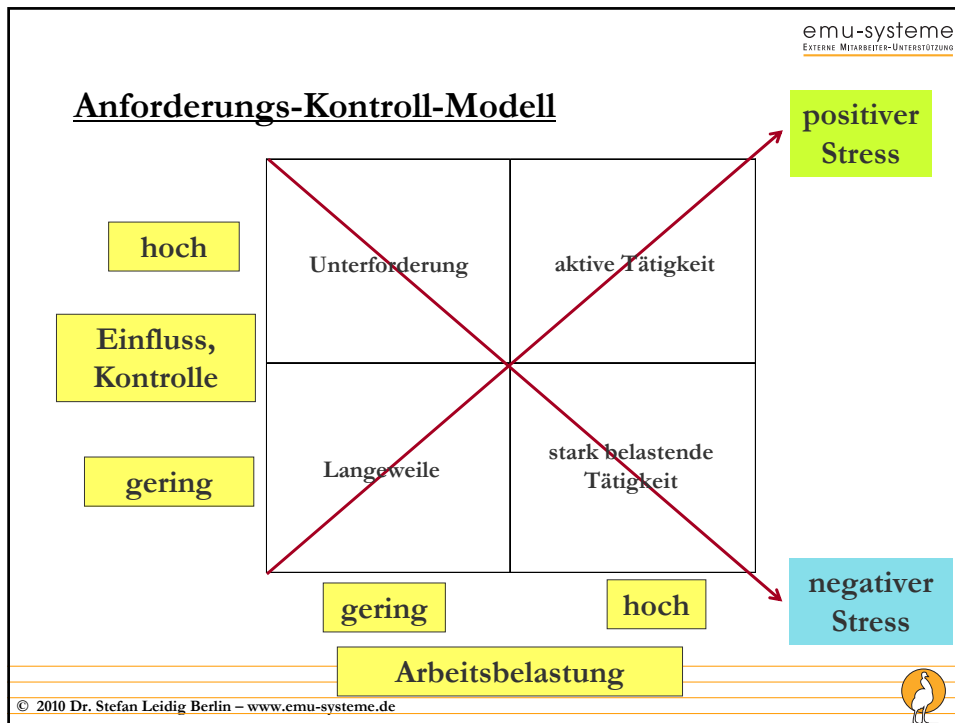 emu-systeme
EXTERNE MITARBEITER-UNTERSTÜTZUNG
Anforderungs-Kontroll-Modell
positiver
Stress
hoch
Unterforderung
aktive Tätigkeit
Einfluss,
Kontrolle
gering
Langeweile
stark belastende
Tätigkeit
gering
hoch
negativer
Stress
Arbeitsbelastung
© 2010 Dr. Stefan Leidig Berlin – www.emu-systeme.de